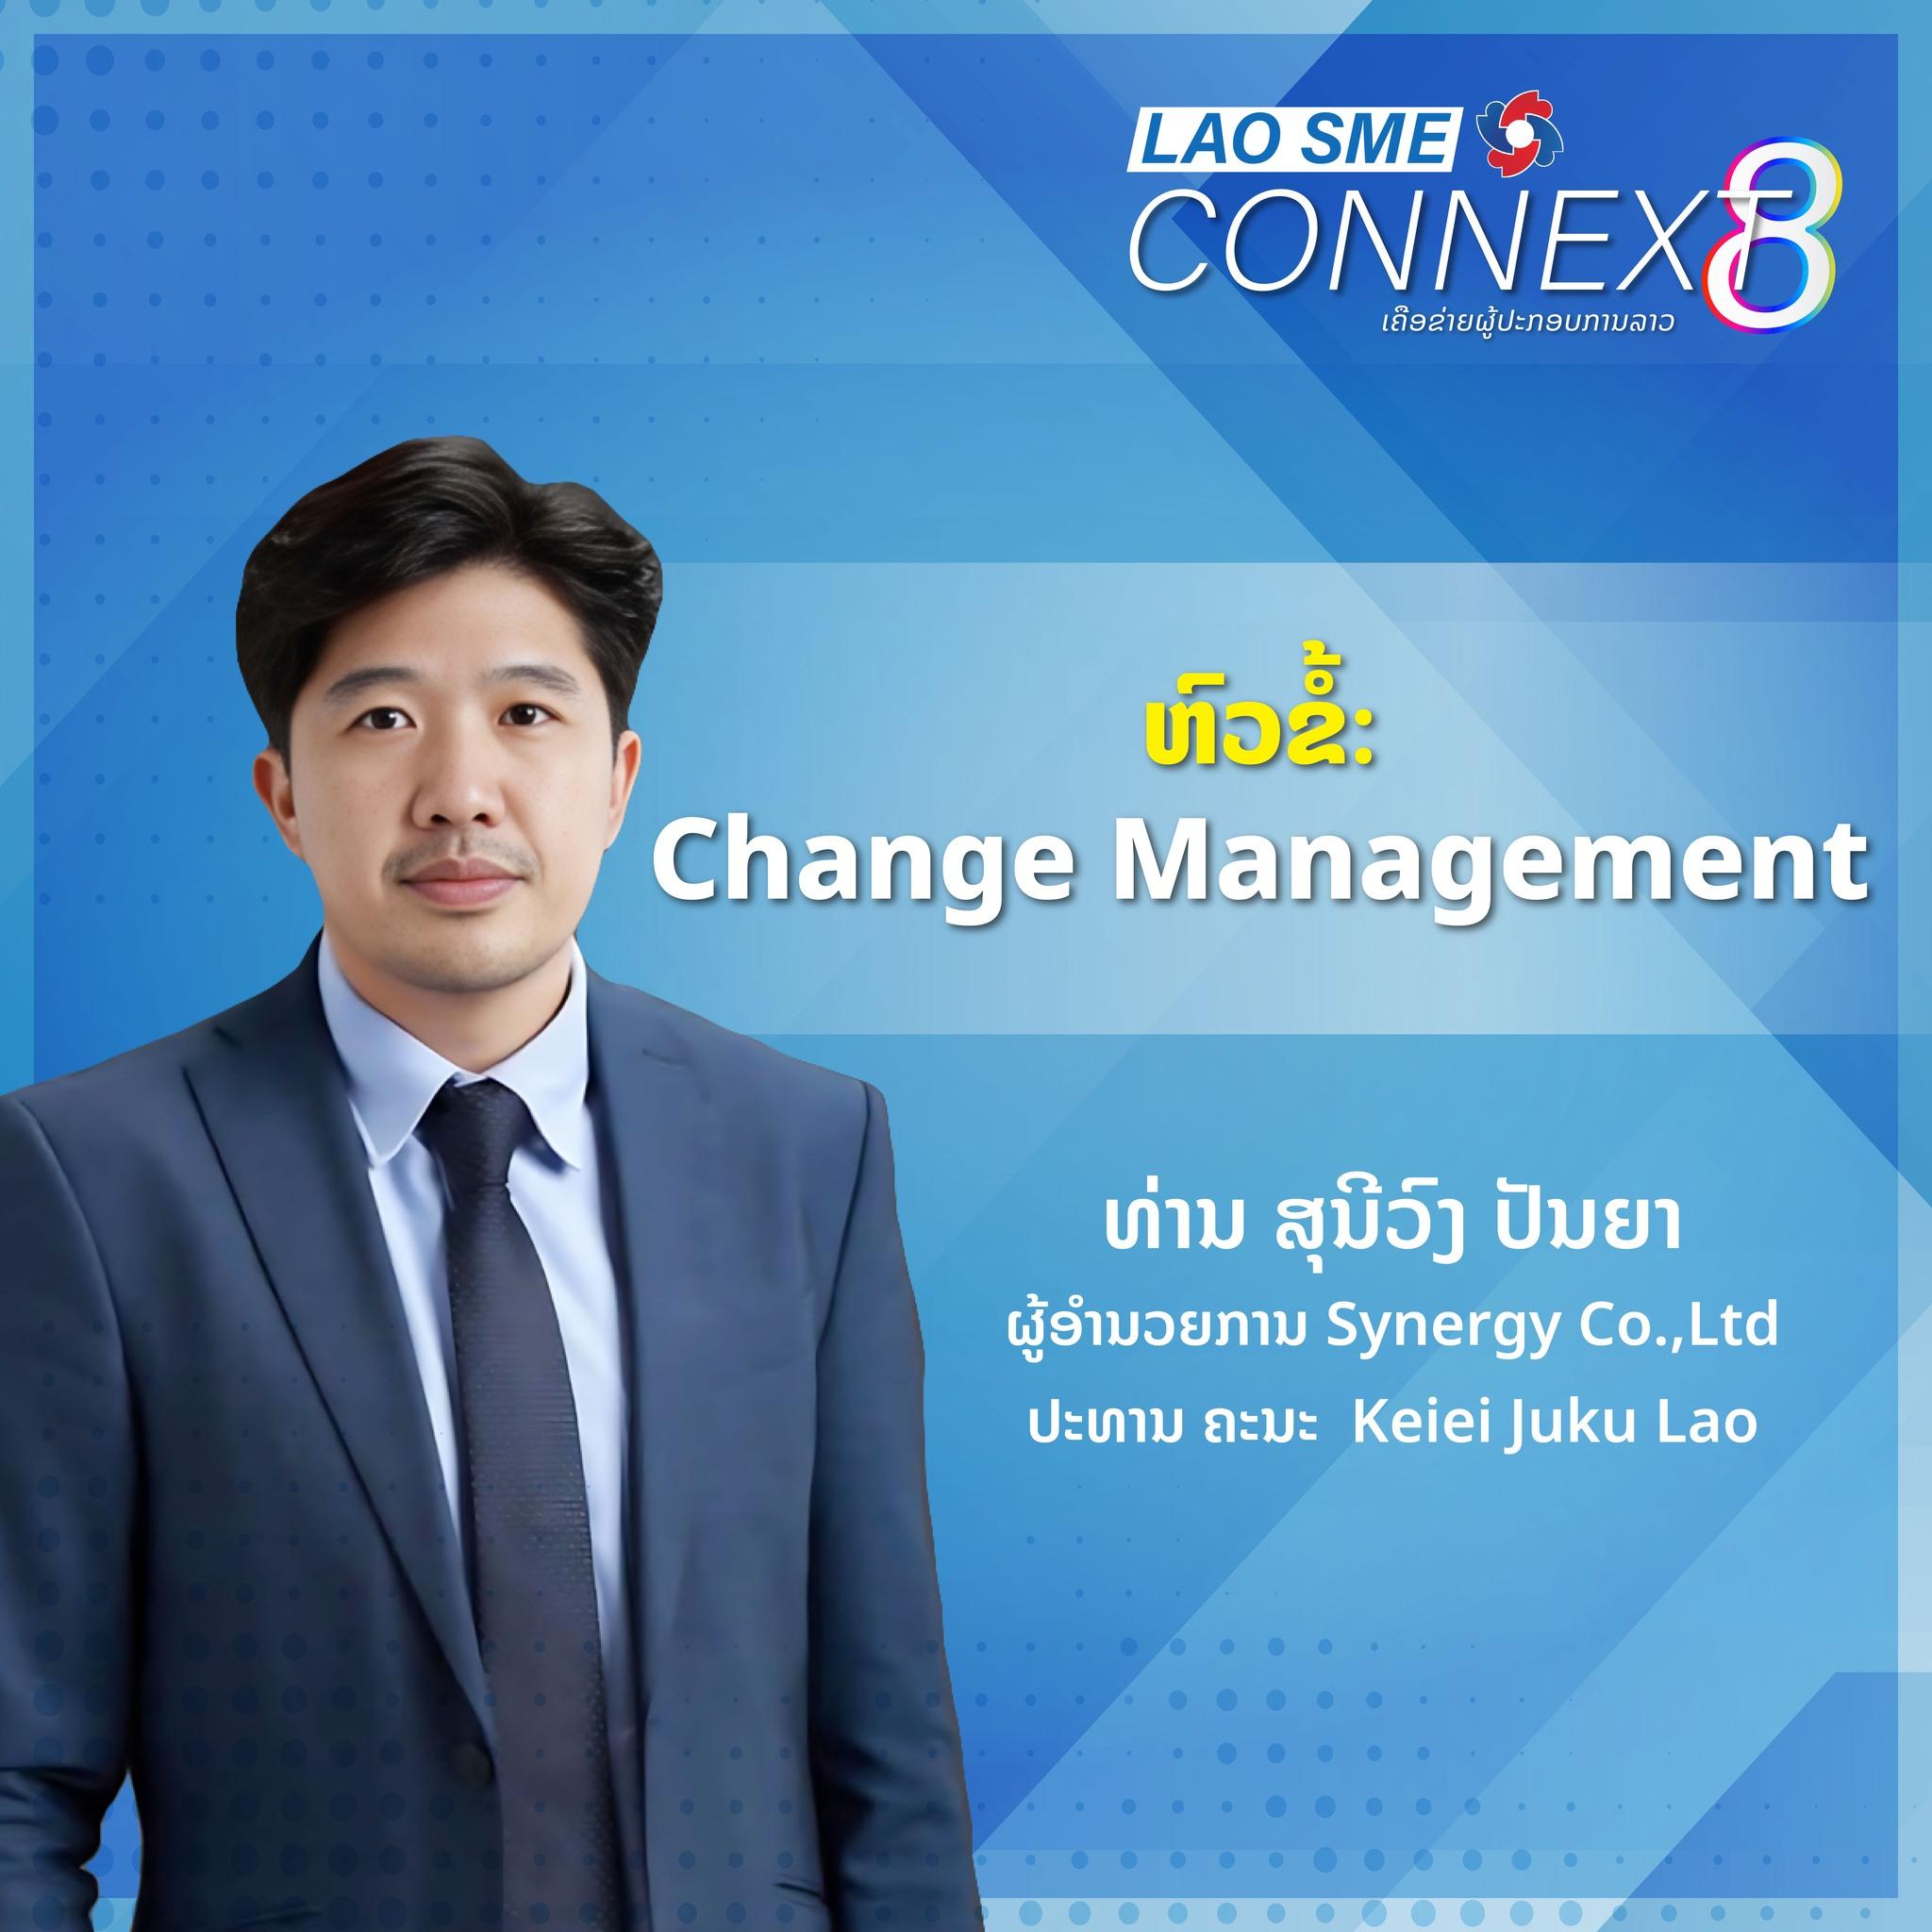 LAO SME
CONNEXT 8
ເຄືອຂ່າຍຜູ້ປະກອບການລາວ
ຫົວຂໍ້:
Change Management
ທ່ານ ສຸນີວົງ ປັນຍາ
ຜູ້ອຳນວຍການ Synergy Co.,Ltd
ປະທານ ຄະນະ Keiei Juku Lao